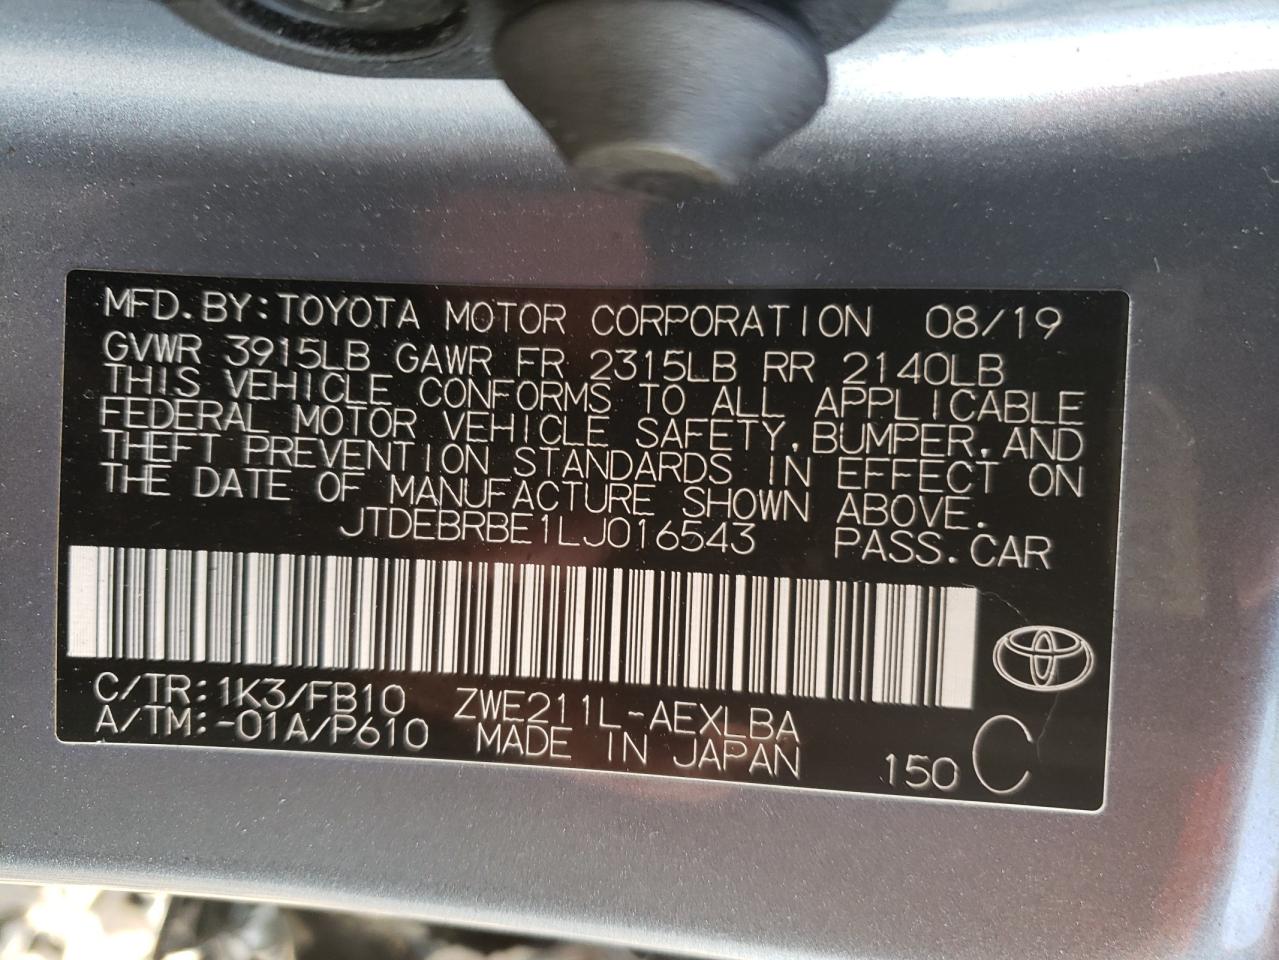 MFD. BY: TOYOTA MOTOR CORPORATION 08/19
GVWR 3915LB GAWR FR 2315LB RR 2140LB
THIS VEHICLE CONFORMS TO ALL APPLICABLE
FEDERAL MOTOR VEHICLE SAFETY, BUMPER, AND
THEFT PREVENTION STANDARDS IN EFFECT ON
THE DATE OF MANUFACTURE SHOWN ABOVE.
JTDEBRBE1LJ016543 PASS. CAR
C/TR: 1K3/FB10 ZWE211L-AEXLBA
A/TM: -01A/P610 MADE IN JAPAN 150 C